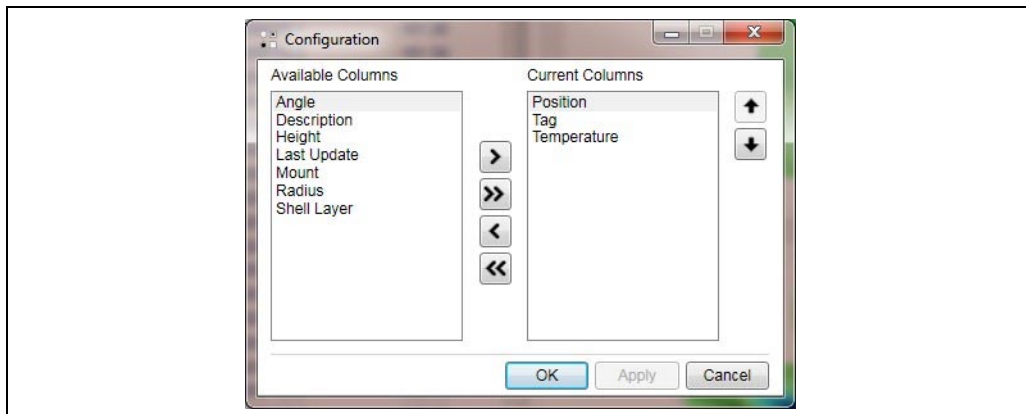 Configuration
Available Columns
Angle
Description
Height
Last Update
Mount
Radius
Shell Layer
Current Columns
Position
Tag
Temperature
OK Apply Cancel